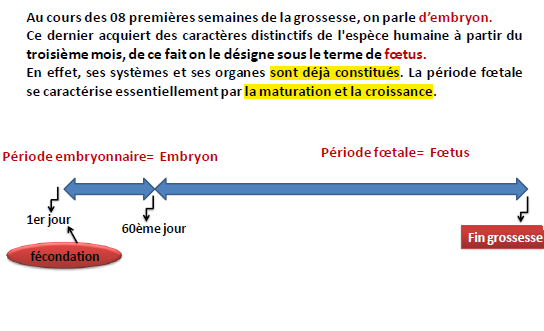 Au cours des 08 premières semaines de la grossesse, on parle d'embryon.
Ce dernier acquiert des caractères distinctifs de l'espèce humaine à partir du
troisième mois, de ce fait on le désigne sous le terme de fœtus.
En effet, ses systèmes et ses organes sont déjà constitués. La période fœtale
se caractérise essentiellement par la maturation et la croissance.
Période embryonnaire= Embryon
Période fœtale= Fœtus
1er jour
60ème jour
Fin grossesse
fécondation